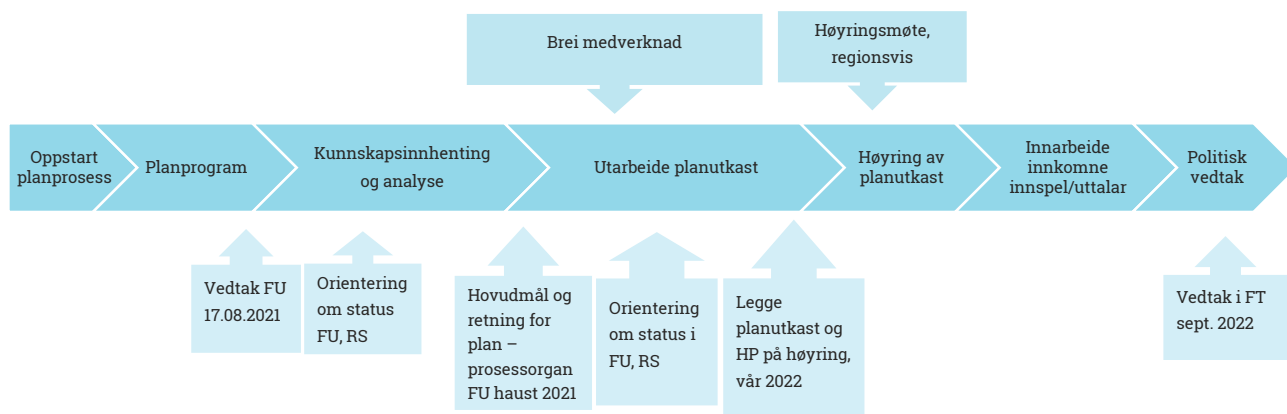 Brei medverknad
Høyringsmøte,
regionsvis
Oppstart
planprosess
Planprogram
Kunnskapsinnhenting
og analyse
Utarbeide planutkast
Høyring av
planutkast
Innarbeide
innkomne
innspel/uttalar
Politisk
vedtak
Vedtak FU
17.08.2021
Orientering
om status
FU, RS
Hovudmål og
retning for
plan –
prosessorgan
FU haust 2021
Orientering
om status i
FU, RS
Legge
planutkast og
HP på høyring,
vår 2022
Vedtak i FT
sept. 2022